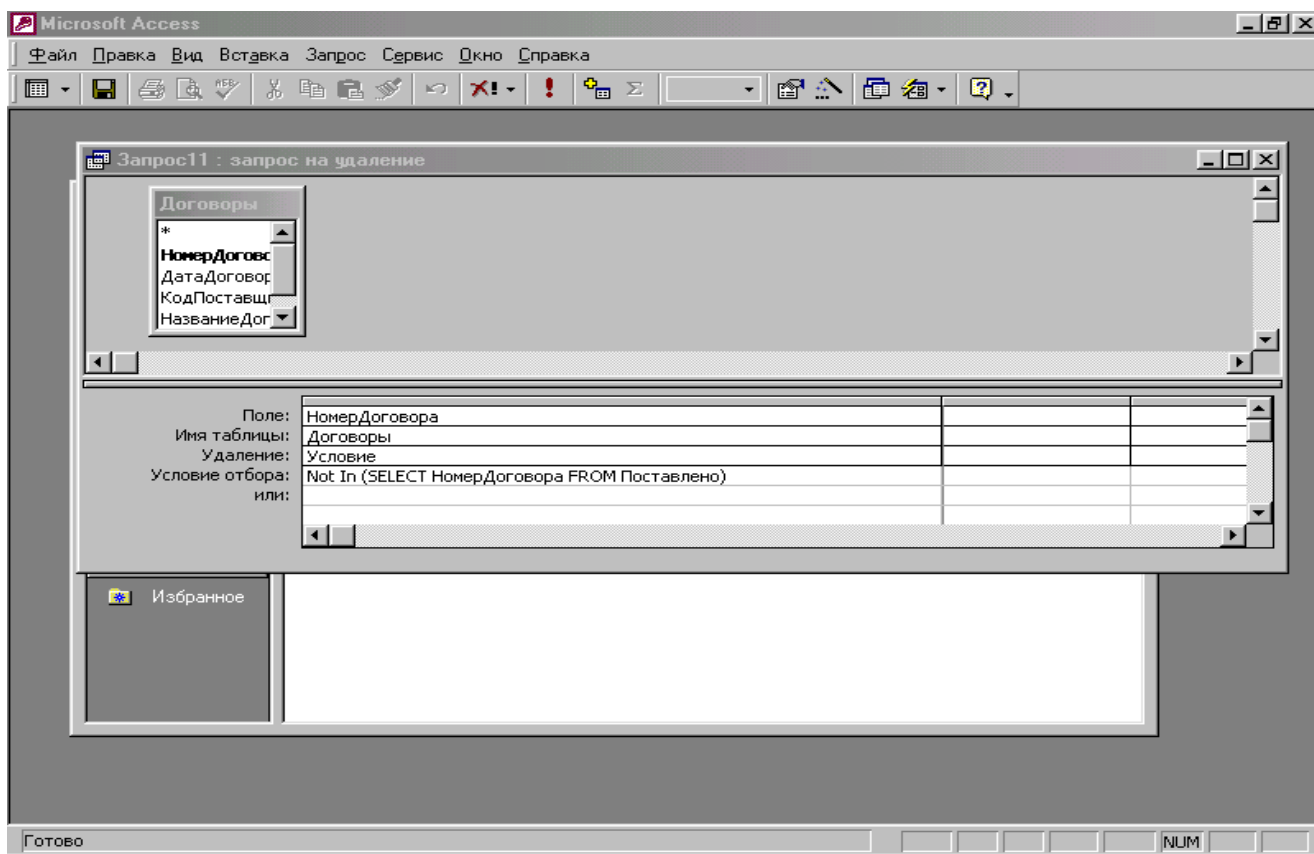 Microsoft Access
Файл Правка Вид Вставка Запрос Сервис Окно Справка
Запрос11 : запрос на удаление
Договоры
*
НомерДогово
ДатаДоговор
КодПоставщи
НазваниеДог
Поле: НомерДоговора
Имя таблицы: Договоры
Удаление: Условие
Условие отбора: Not In (SELECT НомерДоговора FROM Поставлено)
или:
Избранное
Готово NUM